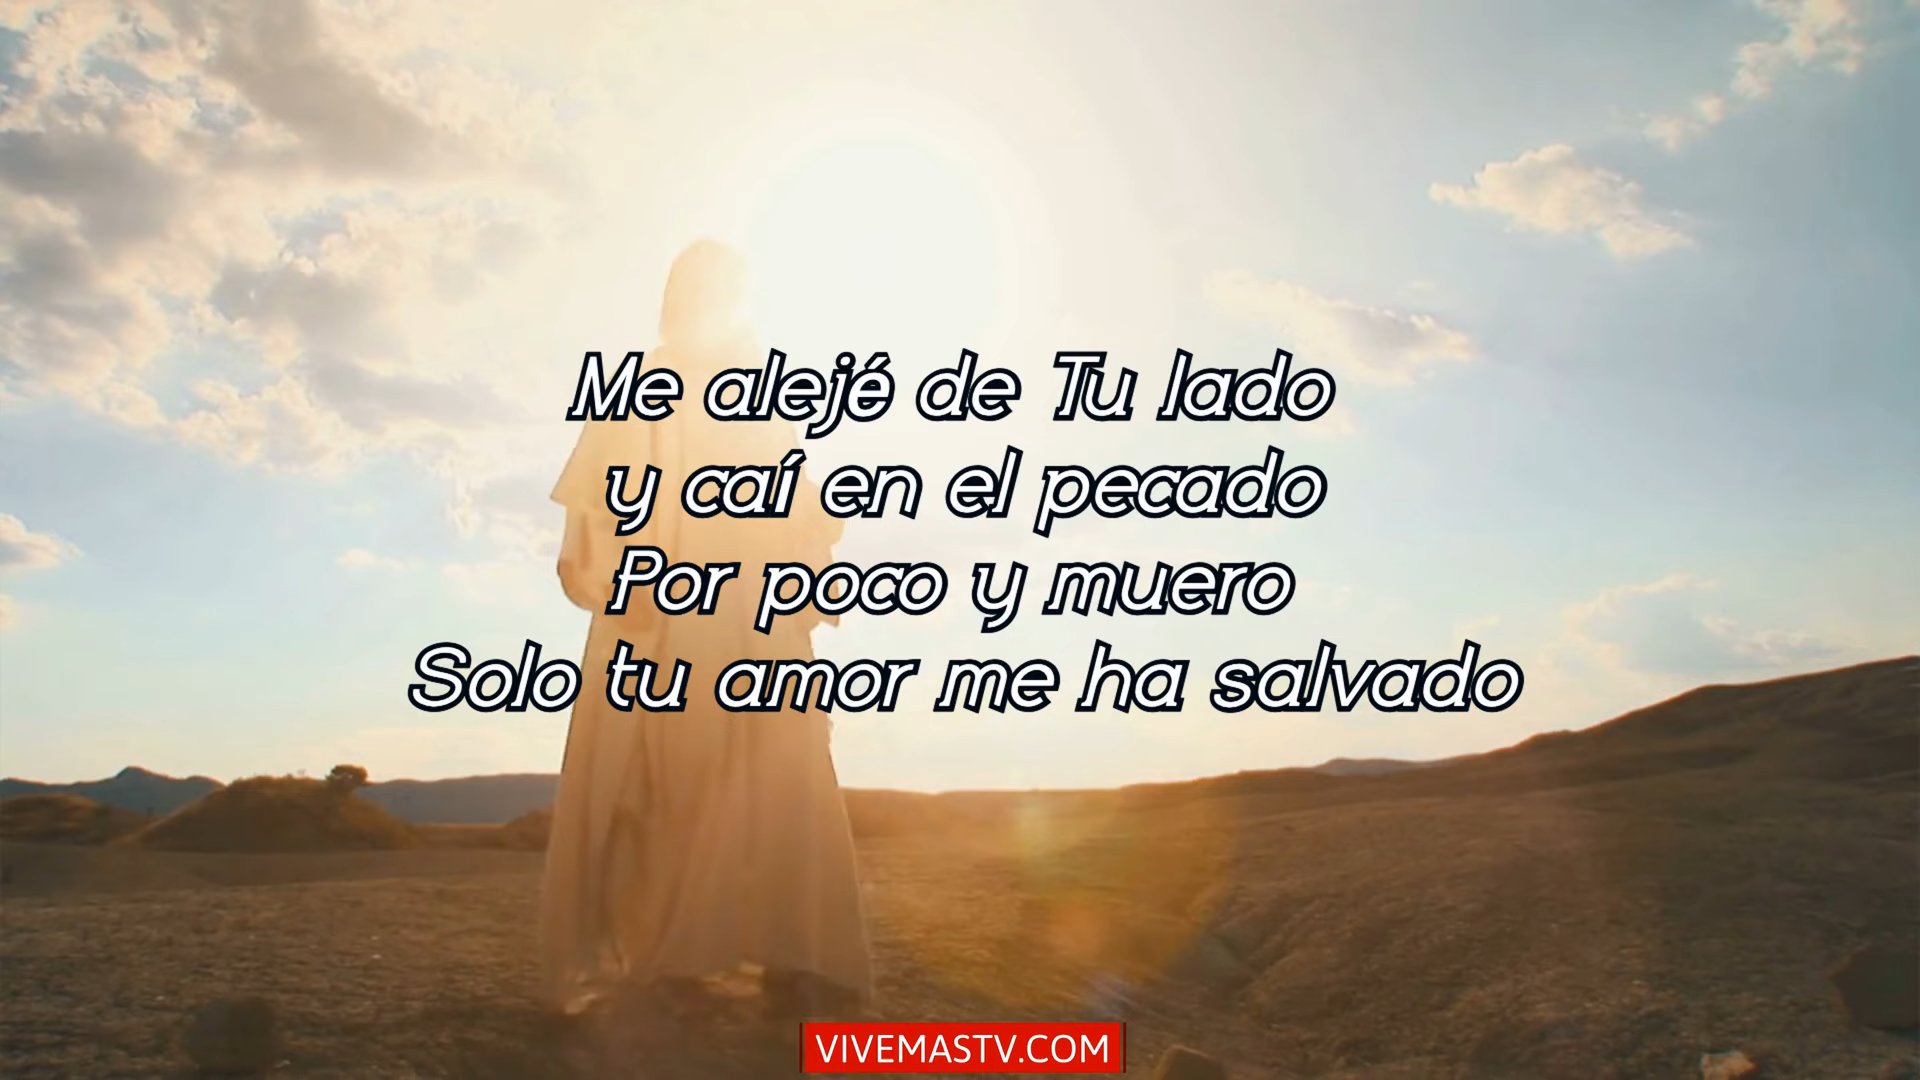 Me alejé de Tu lado
y caí en el pecado
Por poco y muero
Solo tu amor me ha salvado
VIVEMASTV.COM